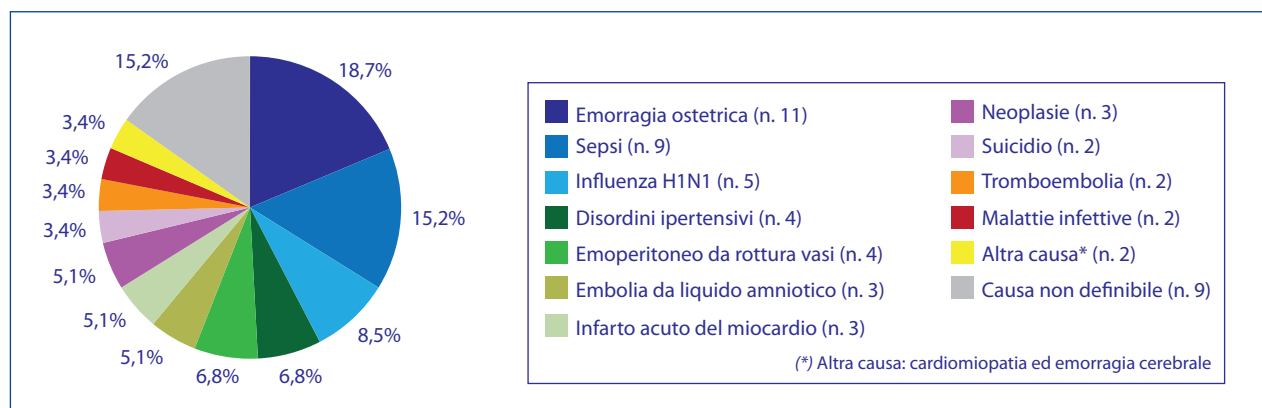 18,7%
15,2%
8,5%
6,8%
6,8%
5,1%
5,1%
5,1%
3,4%
3,4%
3,4%
3,4%
15,2%
Emorragia ostetrica (n. 11)
Sepsi (n. 9)
Influenza H1N1 (n. 5)
Disordini ipertensivi (n. 4)
Emoperitoneo da rottura vasi (n. 4)
Embolia da liquido amniotico (n. 3)
Infarto acuto del miocardio (n. 3)
Neoplasie (n. 3)
Suicidio (n. 2)
Tromboembolia (n. 2)
Malattie infettive (n. 2)
Altra causa* (n. 2)
Causa non definibile (n. 9)
(*) Altra causa: cardiomiopatia ed emorragia cerebrale